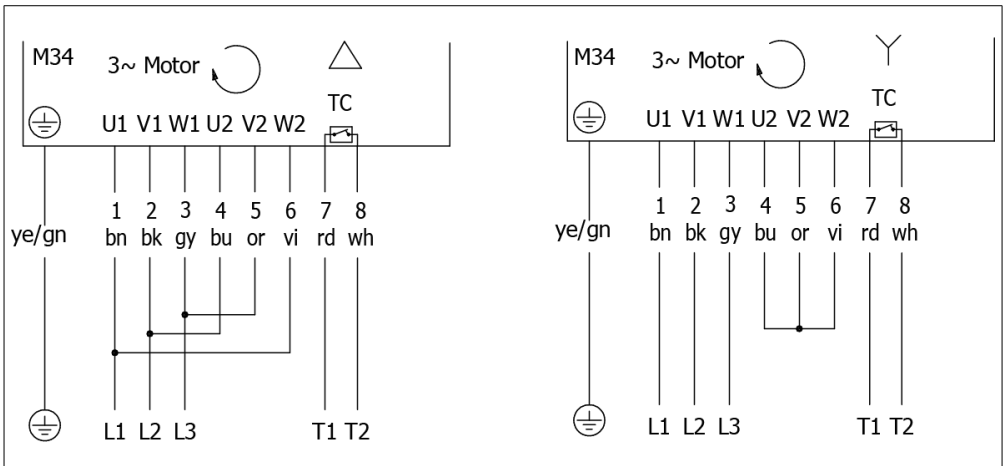 M34 3~ Motor
TC
U1 V1 W1 U2 V2 W2
1 2 3 4 5 6 7 8
ye/gn bn bk gy bu or vi rd wh
L1 L2 L3 T1 T2
M34 3~ Motor
TC
U1 V1 W1 U2 V2 W2
1 2 3 4 5 6 7 8
ye/gn bn bk gy bu or vi rd wh
L1 L2 L3 T1 T2